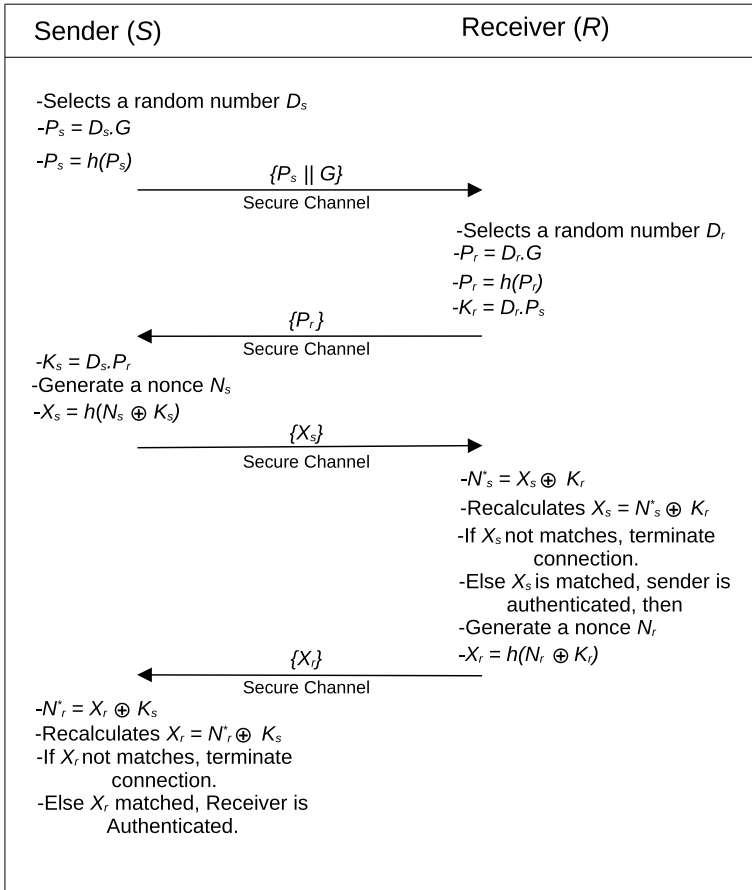 Sender (S)
Receiver (R)
-Selects a random number Dₛ
-Pₛ = Dₛ.G
-Pₛ = h(Pₛ)
{Pₛ || G}
Secure Channel
-Selects a random number Dᵣ
-Pᵣ = Dᵣ.G
-Pᵣ = h(Pᵣ)
-Kᵣ = Dᵣ.Pₛ
{Pᵣ}
Secure Channel
-Kₛ = Dₛ.Pᵣ
-Generate a nonce Nₛ
-Xₛ = h(Nₛ ⊕ Kₛ)
{Xₛ}
Secure Channel
-N*ₛ = Xₛ ⊕ Kᵣ
-Recalculates Xₛ = N*ₛ ⊕ Kᵣ
-If Xₛ not matches, terminate
connection.
-Else Xₛ is matched, sender is
authenticated, then
-Generate a nonce Nᵣ
-Xᵣ = h(Nᵣ ⊕ Kᵣ)
{Xᵣ}
Secure Channel
-N*ᵣ = Xᵣ ⊕ Kₛ
-Recalculates Xᵣ = N*ᵣ ⊕ Kₛ
-If Xᵣ not matches, terminate
connection.
-Else Xᵣ matched, Receiver is
Authenticated.